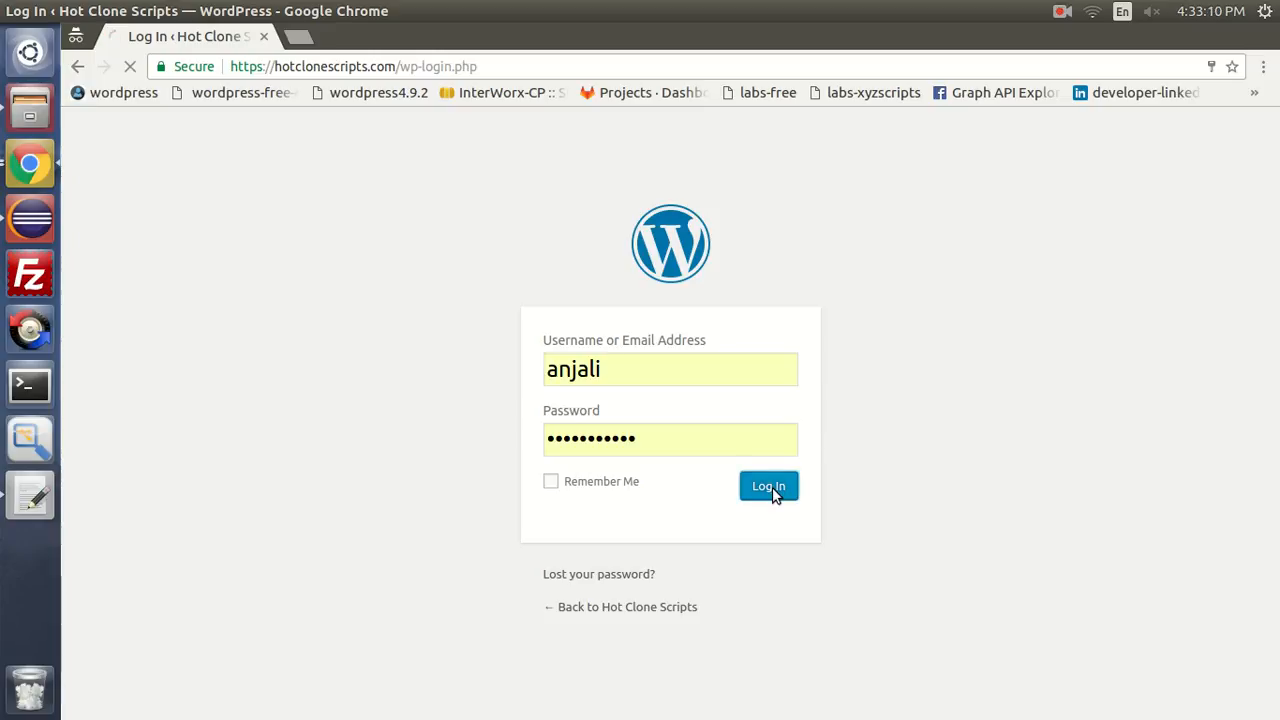 Log In ‹ Hot Clone Scripts — WordPress - Google Chrome
En
4:33:10 PM
Log In ‹ Hot Clone S
Secure
https://hotclonescripts.com/wp-login.php
wordpress
wordpress-free-
wordpress4.9.2
InterWorx-CP :: S
Projects · Dashbo
labs-free
labs-xyzscripts
Graph API Explor
developer-linked
»
W
Username or Email Address
anjali
Password
•••••••••••
Remember Me
Log In
Lost your password?
← Back to Hot Clone Scripts
Fz
>_